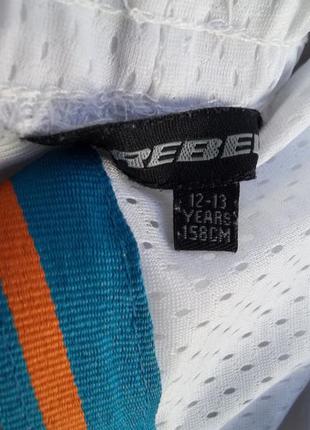 REBEL
12-13
YEARS
158CM